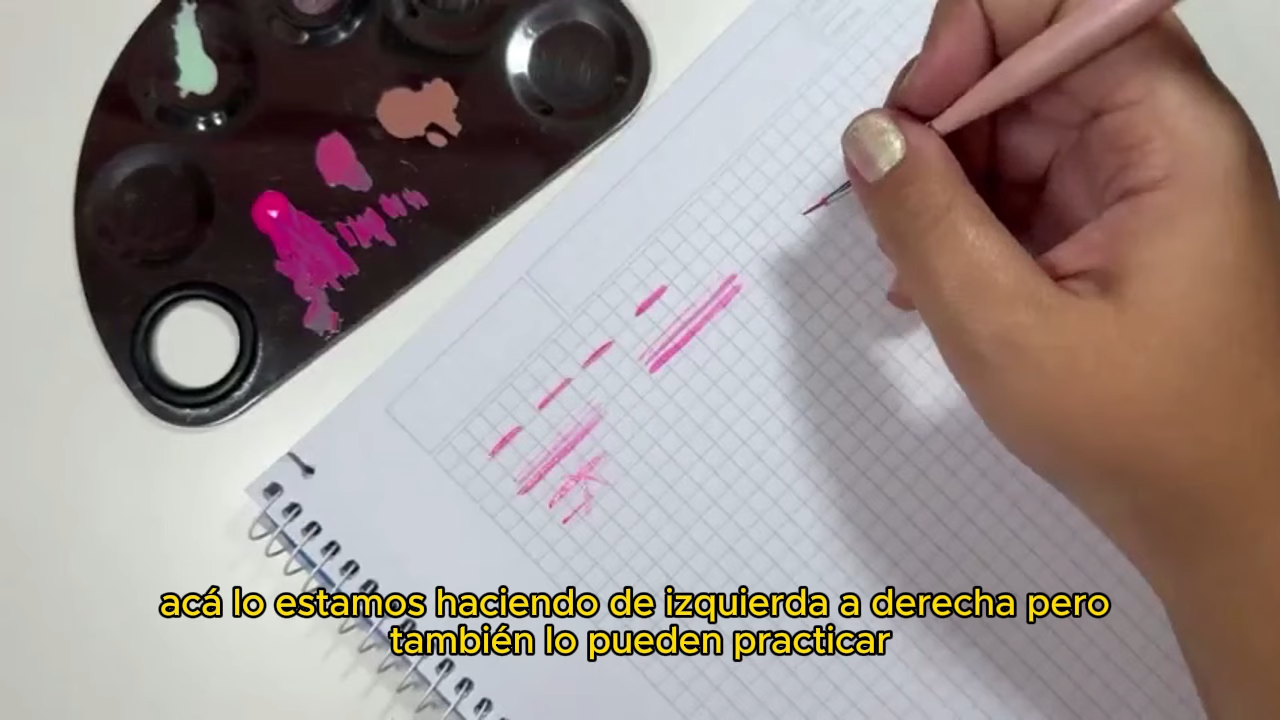 acá lo estamos haciendo de izquierda a derecha pero
también lo pueden practicar